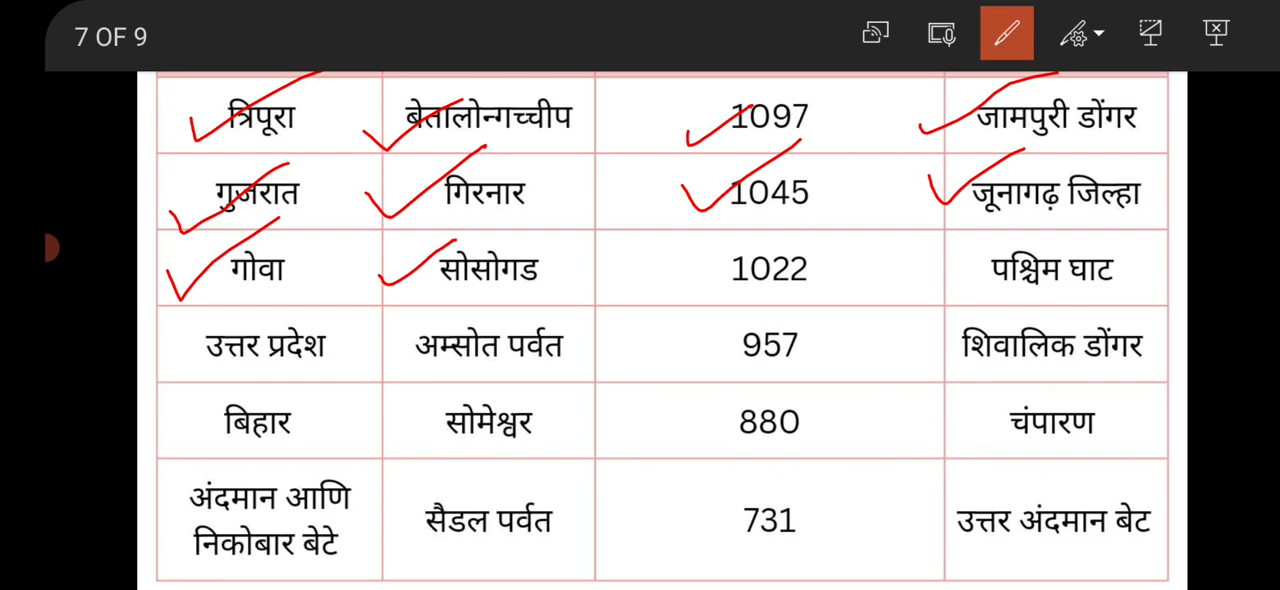 7 OF 9
त्रिपूरा बेतालोन्गच्चीप 1097 जामपुरी डोंगर
गुजरात गिरनार 1045 जूनागढ़ जिल्हा
गोवा सोसोगड 1022 पश्चिम घाट
उत्तर प्रदेश अम्सोत पर्वत 957 शिवालिक डोंगर
बिहार सोमेश्वर 880 चंपारण
अंदमान आणि
निकोबार बेटे सैडल पर्वत 731 उत्तर अंदमान बेट